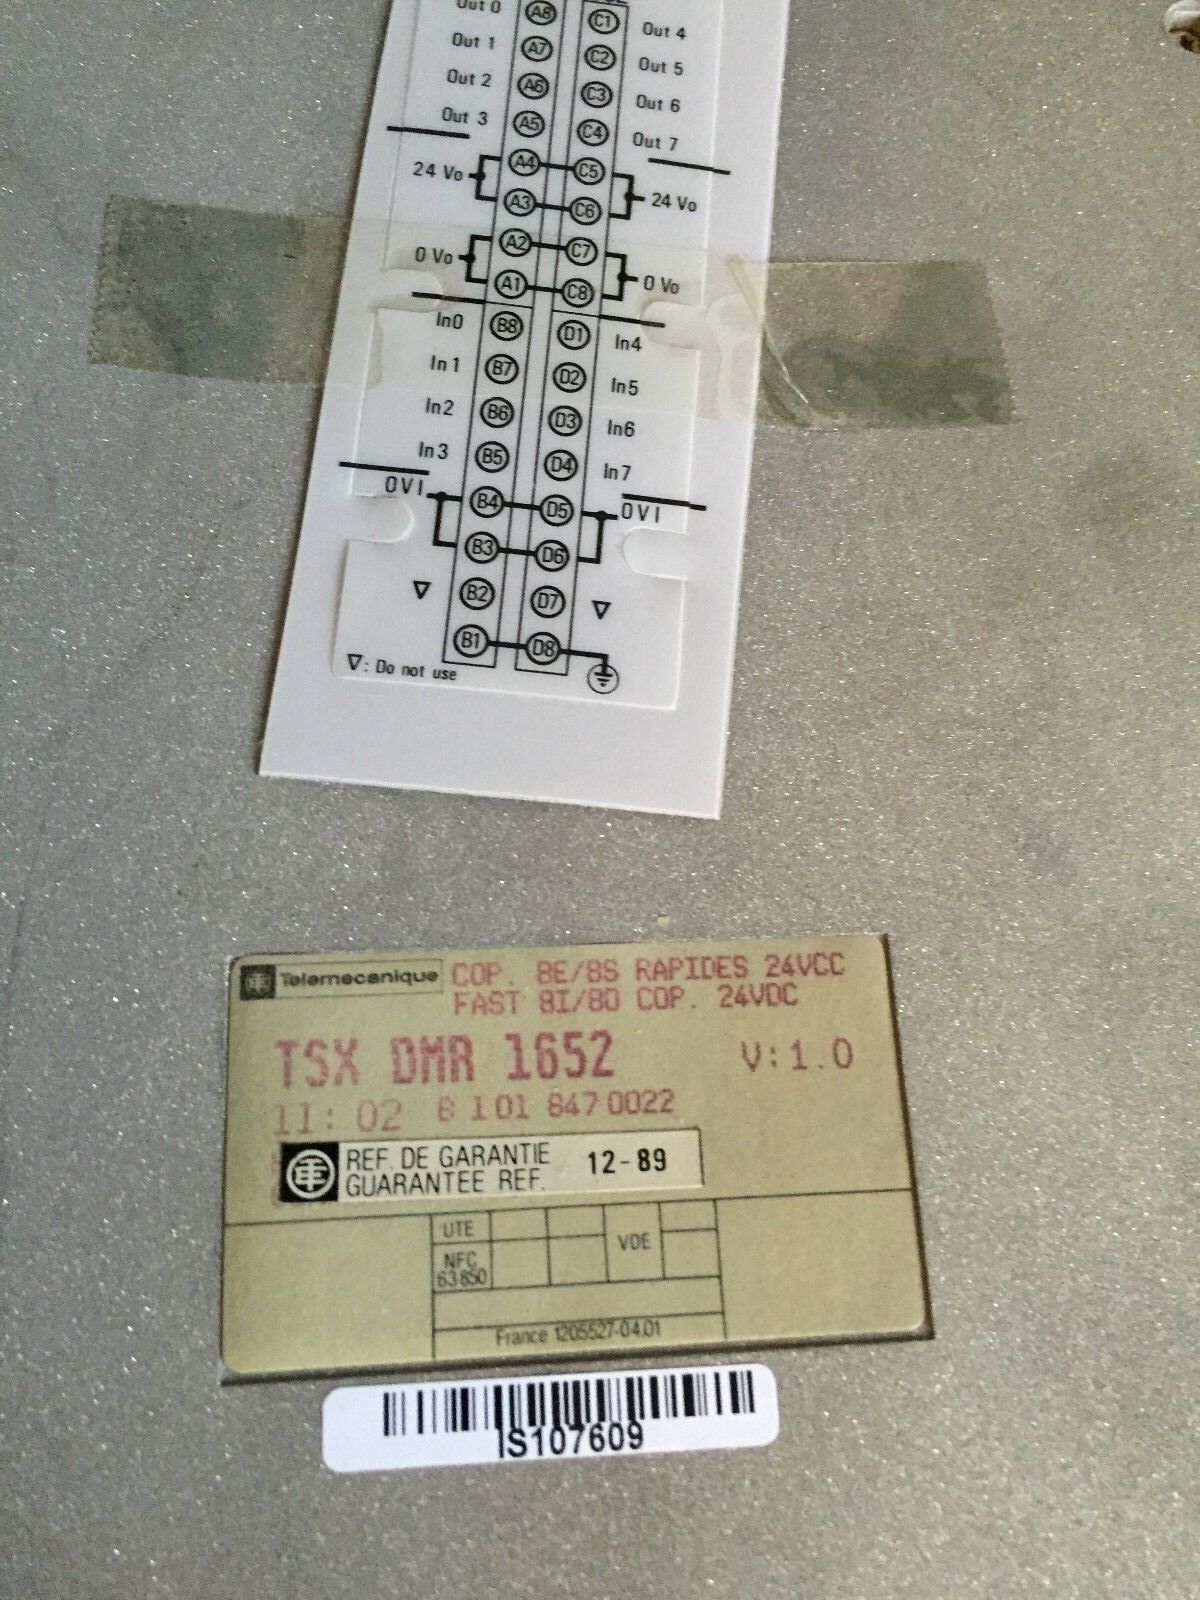 Out 0 A8 C1 Out 4
Out 1 A7 C2 Out 5
Out 2 A6 C3 Out 6
Out 3 A5 C4 Out 7
24 Vo A4 C5 24 Vo
A3 C6
0 Vo A2 C7 0 Vo
A1 C8
In0 B8 D1 In4
In1 B7 D2 In5
In2 B6 D3 In6
In3 B5 D4 In7
0VI B4 D5 0VI
B3 D6
∇ B2 D7 ∇
B1 D8
∇: Do not use
Telemecanique COP. 8E/8S RAPIDES 24VCC
FAST 8I/8O COP. 24VDC
TSX DMR 1652 V:1.0
11: 02 8 1 01 847 0022
REF. DE GARANTIE
GUARANTEE REF. 12-89
UTE
NFC
63850
VDE
France 1205527-04.01
IS107609